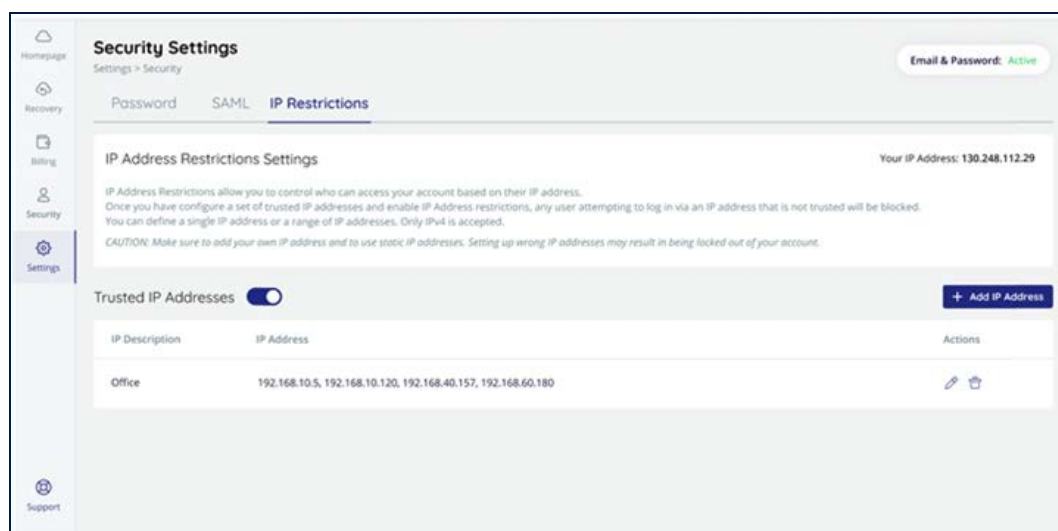 Homepage
Recovery
Billing
Security
Settings
Support
Security Settings
Settings > Security
Email & Password: Active
Password SAML IP Restrictions
IP Address Restrictions Settings
Your IP Address: 130.248.112.29
IP Address Restrictions allow you to control who can access your account based on their IP address.
Once you have configure a set of trusted IP addresses and enable IP Address restrictions, any user attempting to log in via an IP address that is not trusted will be blocked.
You can define a single IP address or a range of IP addresses. Only IPv4 is accepted.
CAUTION: Make sure to add your own IP address and to use static IP addresses. Setting up wrong IP addresses may result in being locked out of your account.
Trusted IP Addresses
+ Add IP Address
IP Description IP Address Actions
Office 192.168.10.5, 192.168.10.120, 192.168.40.157, 192.168.60.180